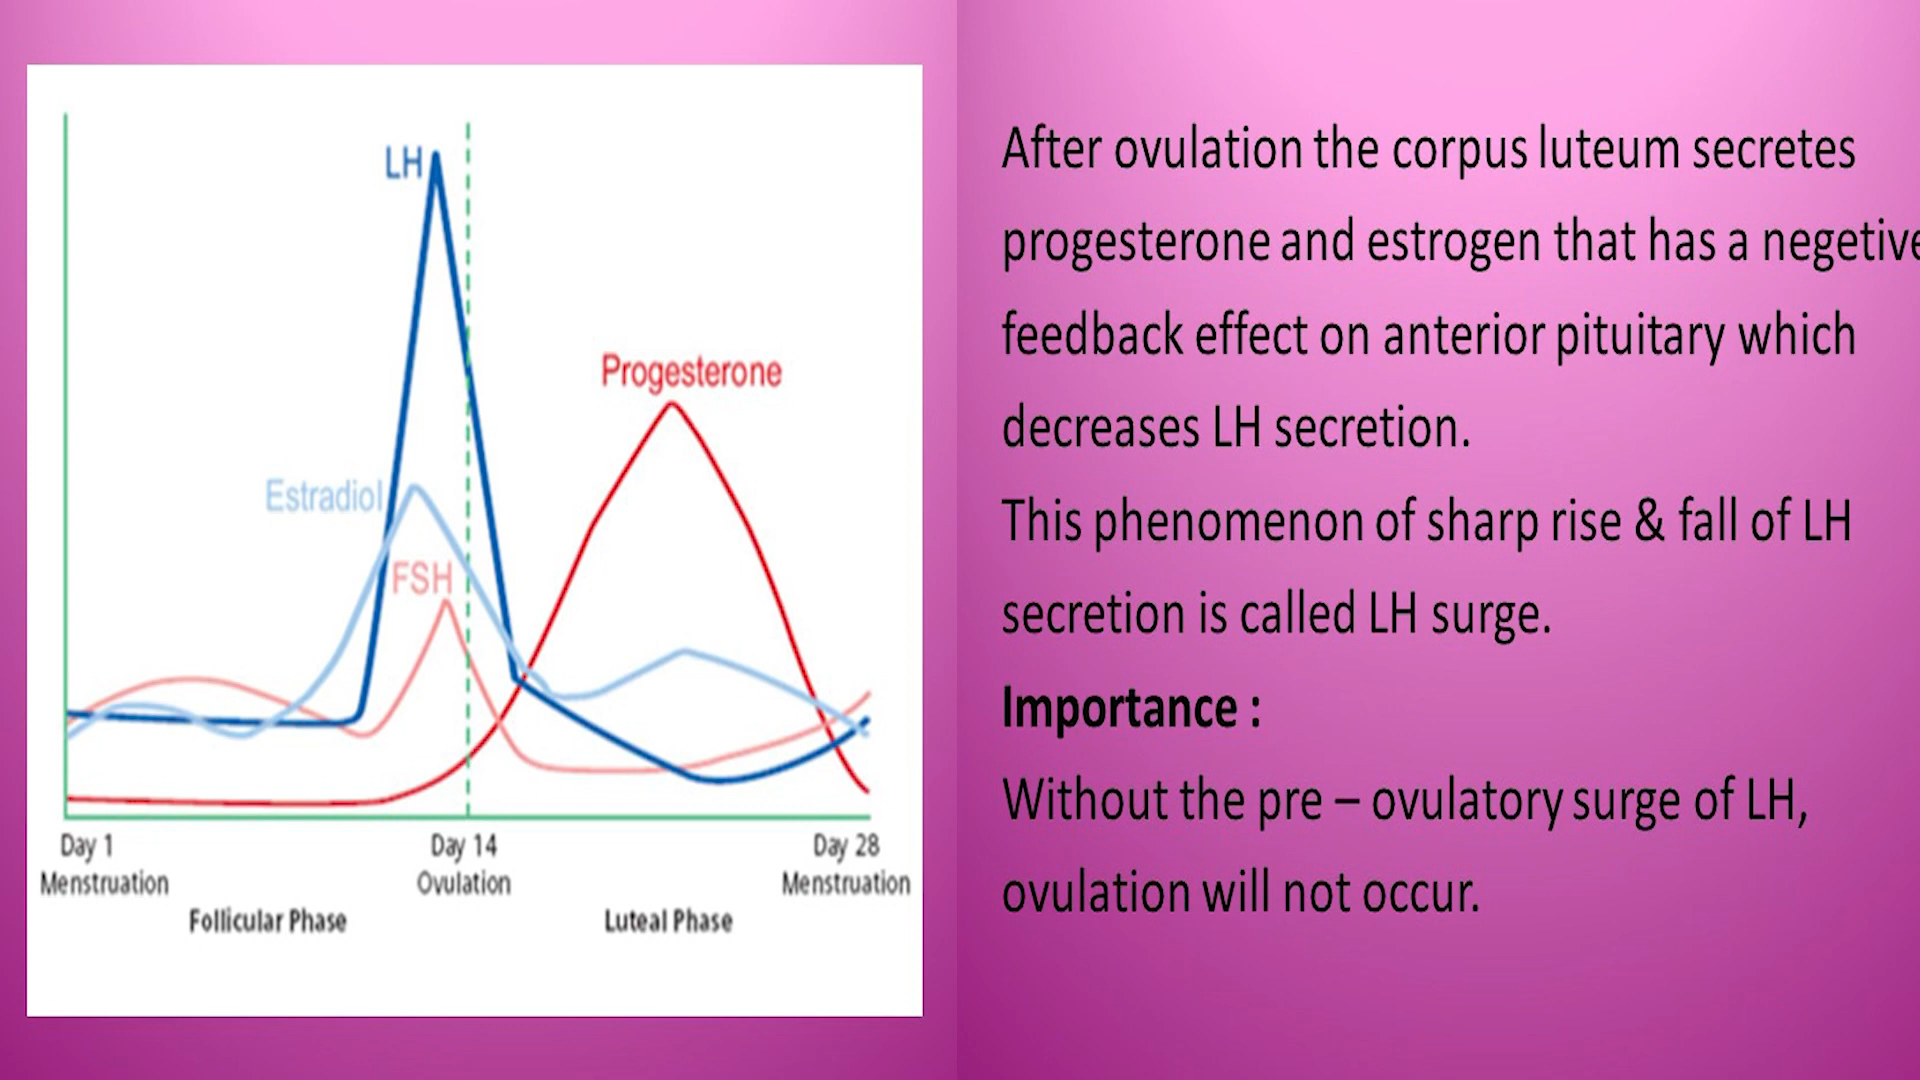 LH
Progesterone
Estradiol
FSH
Day 1
Menstruation
Day 14
Ovulation
Day 28
Menstruation
Follicular Phase
Luteal Phase
After ovulation the corpus luteum secretes
progesterone and estrogen that has a negetive
feedback effect on anterior pituitary which
decreases LH secretion.
This phenomenon of sharp rise & fall of LH
secretion is called LH surge.
Importance :
Without the pre – ovulatory surge of LH,
ovulation will not occur.